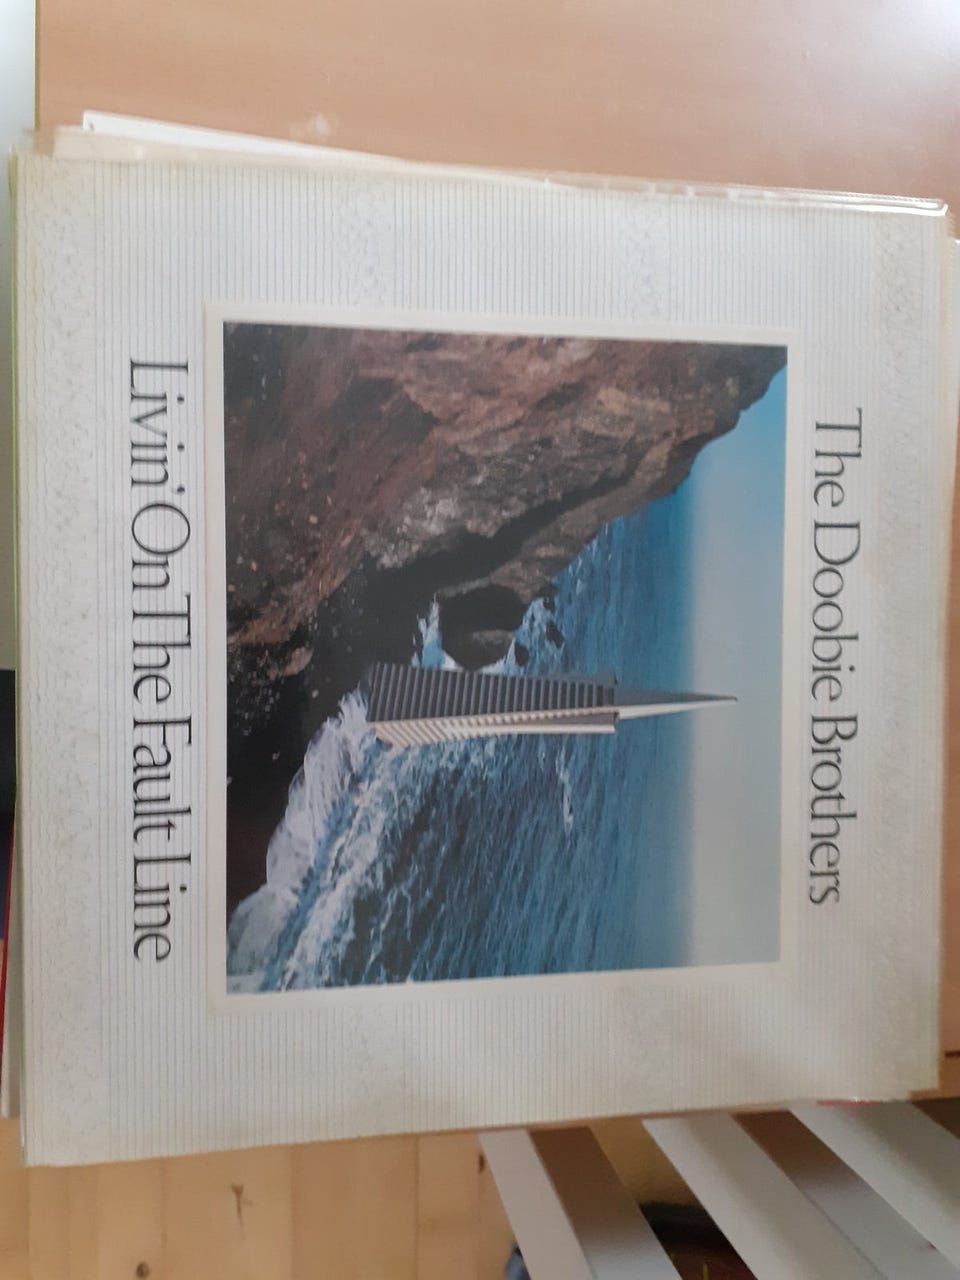 The Doobie Brothers
Livin' On The Fault Line